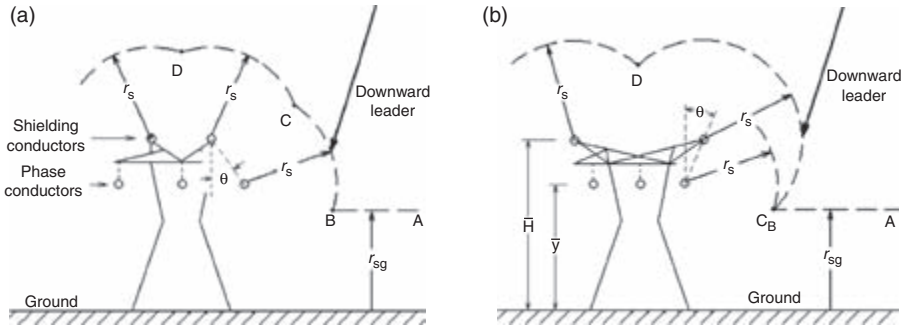 (a)
D
r_s
r_s
C
Downward
leader
Shielding
conductors
θ
r_s
Phase
conductors
B
A
r_sg
Ground
(b)
D
r_s
θ
r_s
Downward
leader
r_s
H̅
y̅
C_B
A
r_sg
Ground